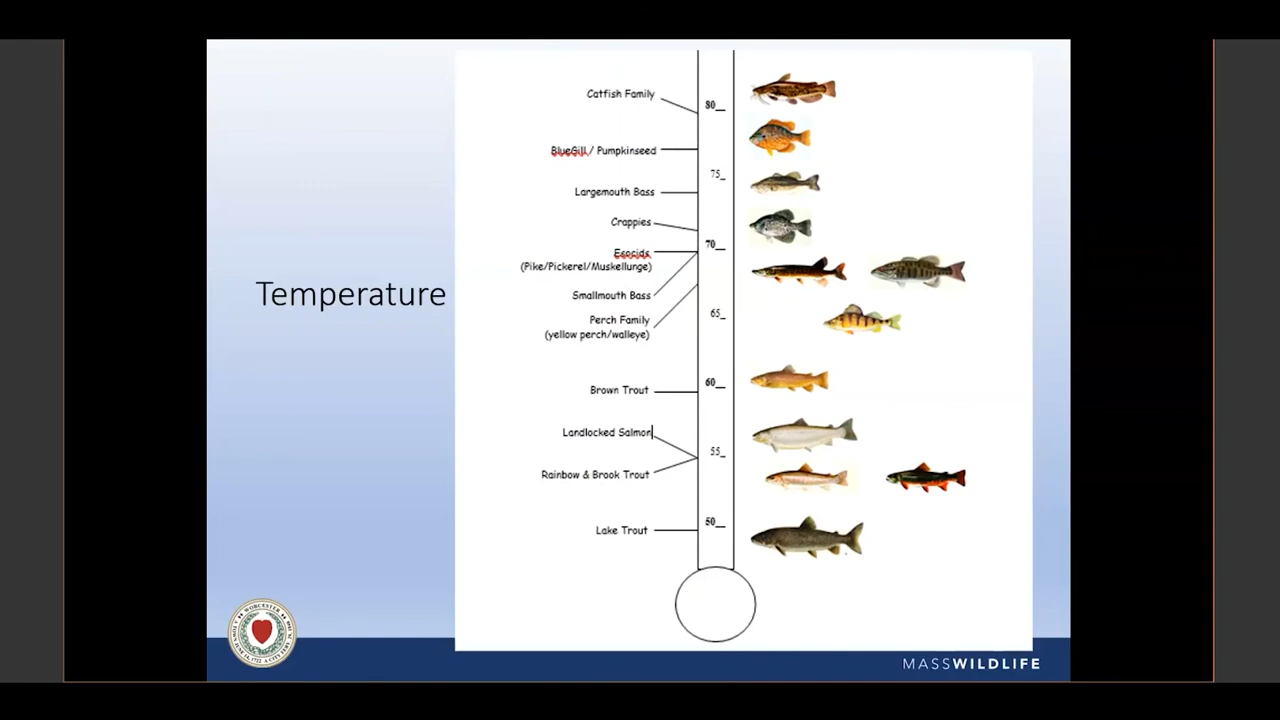 Temperature
Catfish Family
BlueGill / Pumpkinseed
Largemouth Bass
Crappies
Esocids
(Pike/Pickerel/Muskellunge)
Smallmouth Bass
Perch Family
(yellow perch/walleye)
Brown Trout
Landlocked Salmon
Rainbow & Brook Trout
Lake Trout
80
75
70
65
60
55
50
WORCESTER
MASSWILDLIFE